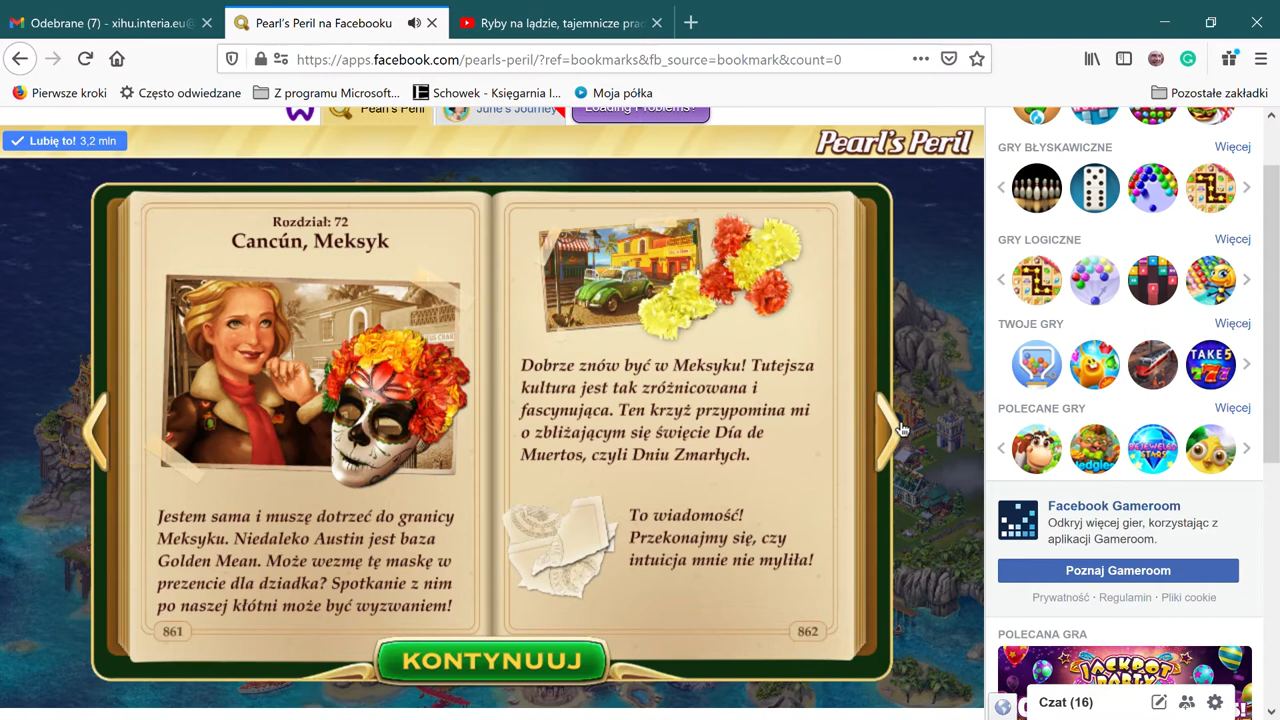 Odebrane (7) - xihu.interia.eu@
Pearl's Peril na Facebooku
Ryby na lądzie, tajemnicze prac
https://apps.facebook.com/pearls-peril/?ref=bookmarks&fb_source=bookmark&count=0
Pierwsze kroki
Często odwiedzane
Z programu Microsoft...
Schowek - Księgarnia I...
Moja półka
Pozostałe zakładki
Pearl's Peril
June's Journey
Loading Problems?
Lubię to! 3,2 mln
Pearl's Peril
Rozdział: 72
Cancún, Meksyk
Jestem sama i muszę dotrzeć do granicy
Meksyku. Niedaleko Austin jest baza
Golden Mean. Może wezmę tę maskę w
prezencie dla dziadka? Spotkanie z nim
po naszej kłótni może być wyzwaniem!
861
Dobrze znów być w Meksyku! Tutejsza
kultura jest tak zróżnicowana i
fascynująca. Ten krzyż przypomina mi
o zbliżającym się święcie Día de
Muertos, czyli Dniu Zmarłych.
To wiadomość!
Przekonajmy się, czy
intuicja mnie nie myliła!
862
KONTYNUUJ
GRY BŁYSKAWICZNE
Więcej
GRY LOGICZNE
Więcej
TWOJE GRY
Więcej
TAKE 5
777
POLECANE GRY
Więcej
BEJEWELED
STARS
Facebook Gameroom
Odkryj więcej gier, korzystając z
aplikacji Gameroom.
Poznaj Gameroom
Prywatność · Regulamin · Pliki cookie
POLECANA GRA
JACKPOT
PARTY
Czat (16)